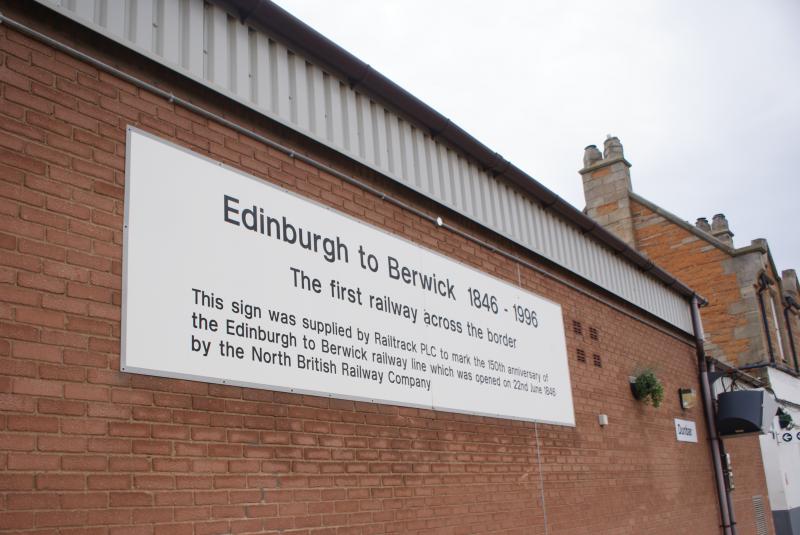 Edinburgh to Berwick 1846 - 1996
The first railway across the border
This sign was supplied by Railtrack PLC to mark the 150th anniversary of
the Edinburgh to Berwick railway line which was opened on 22nd June 1846
by the North British Railway Company
Dunbar